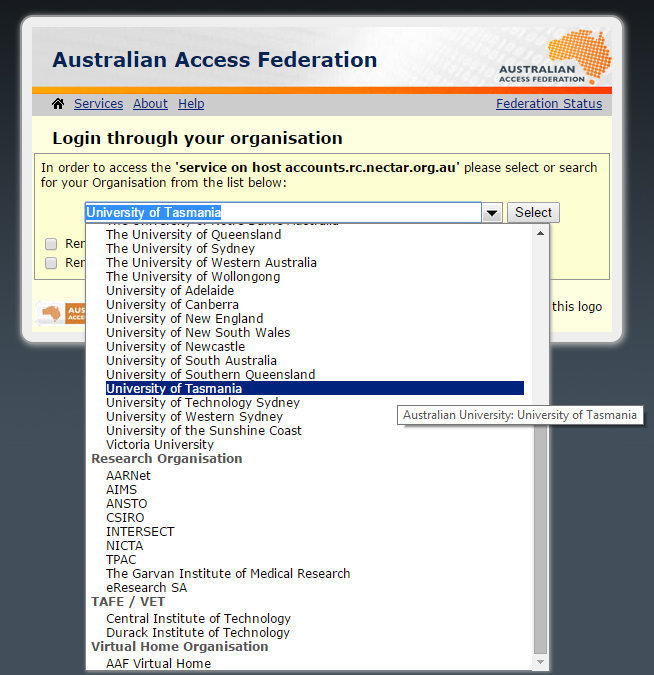 Australian Access Federation
AUSTRALIAN
ACCESS FEDERATION
Services About Help Federation Status
Login through your organisation
In order to access the 'service on host accounts.rc.nectar.org.au' please select or search
for your Organisation from the list below:
University of Tasmania Select
The University of Queensland
The University of Sydney
The University of Western Australia
The University of Wollongong
University of Adelaide
University of Canberra
University of New England
University of New South Wales
University of Newcastle
University of South Australia
University of Southern Queensland
University of Tasmania
University of Technology Sydney
University of Western Sydney
University of the Sunshine Coast
Victoria University
Research Organisation
AARNet
AIMS
ANSTO
CSIRO
INTERSECT
NICTA
TPAC
The Garvan Institute of Medical Research
eResearch SA
TAFE / VET
Central Institute of Technology
Durack Institute of Technology
Virtual Home Organisation
AAF Virtual Home
Rer
Rer
AUS
ACCE
this logo
Australian University: University of Tasmania